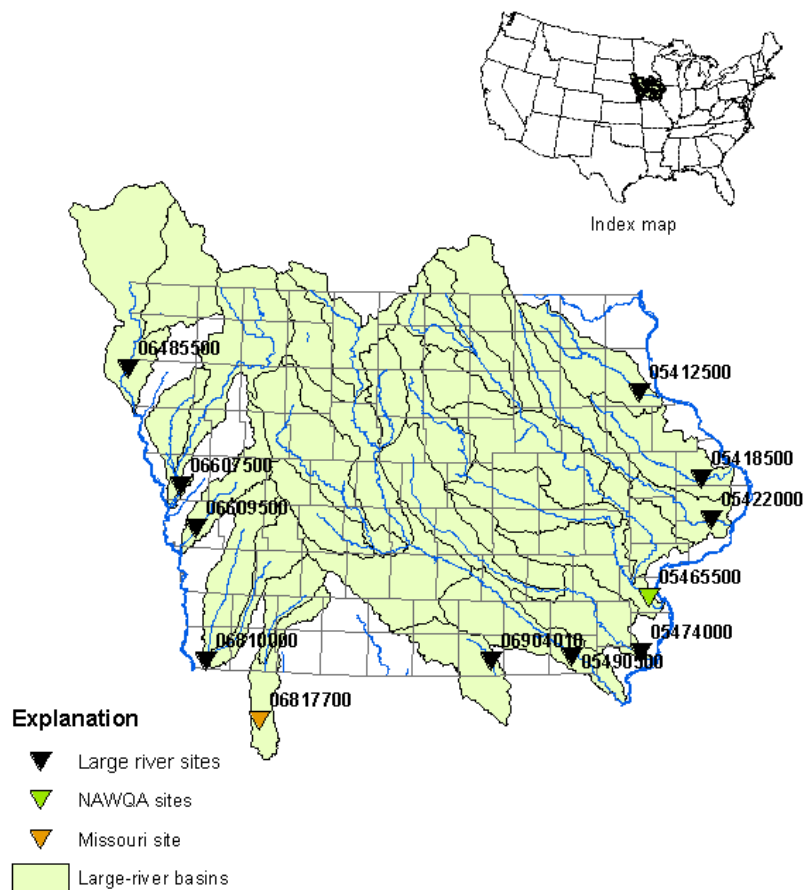 Index map
06485500
05412500
06607500
05418500
06609500
05422000
05465500
06810000
06904010
05474000
05490500
06817700
Explanation
Large river sites
NAWQA sites
Missouri site
Large-river basins